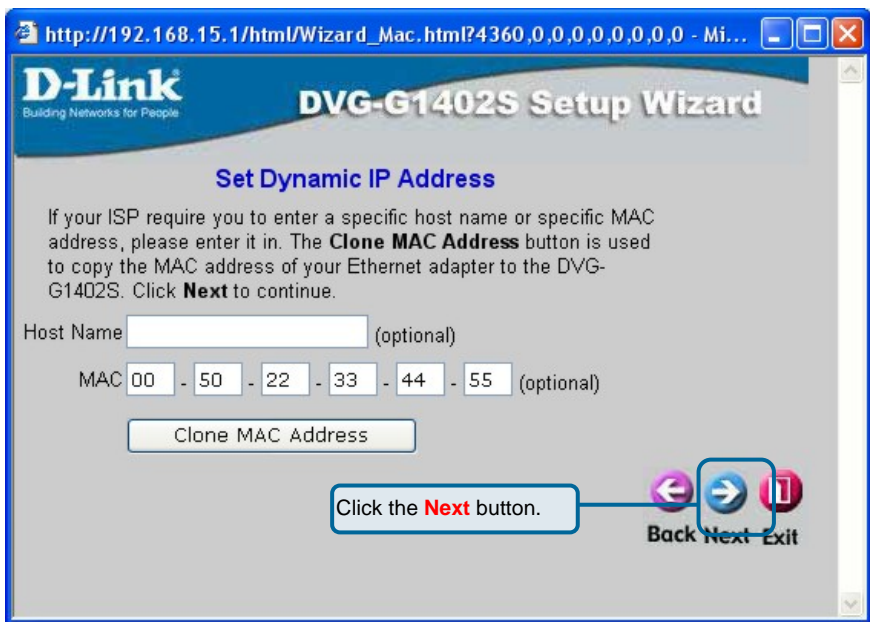 http://192.168.15.1/html/Wizard_Mac.html?4360,0,0,0,0,0,0,0,0 - Mi...
D-Link
Building Networks for People
DVG-G1402S Setup Wizard
Set Dynamic IP Address
If your ISP require you to enter a specific host name or specific MAC
address, please enter it in. The Clone MAC Address button is used
to copy the MAC address of your Ethernet adapter to the DVG-
G1402S. Click Next to continue.
Host Name (optional)
MAC 00 - 50 - 22 - 33 - 44 - 55 (optional)
Clone MAC Address
Click the Next button.
Back Next Exit